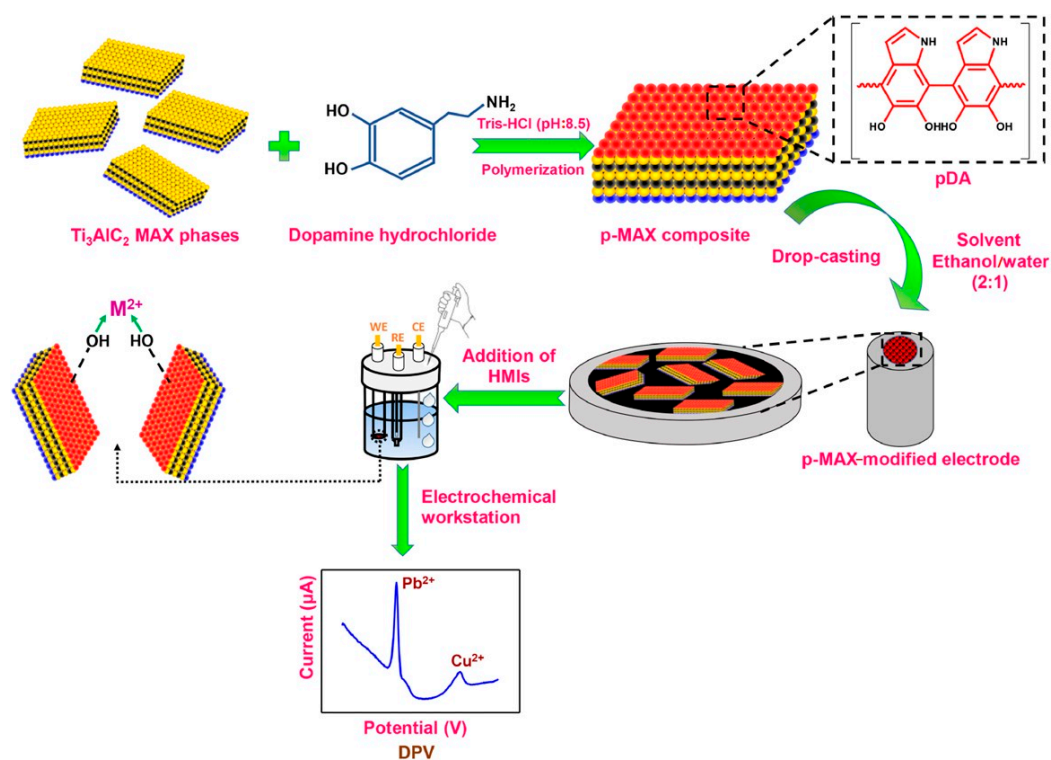 HO
HO
NH₂
Tris-HCl (pH:8.5)
Polymerization
NH
NH
HO
OHHO
OH
pDA
Ti₃AlC₂ MAX phases
Dopamine hydrochloride
p-MAX composite
Drop-casting
Solvent
Ethanol/water
(2:1)
M²⁺
OH
HO
WE
RE
CE
Addition of
HMIs
p-MAX-modified electrode
Electrochemical
workstation
Current (µA)
Pb²⁺
Cu²⁺
Potential (V)
DPV